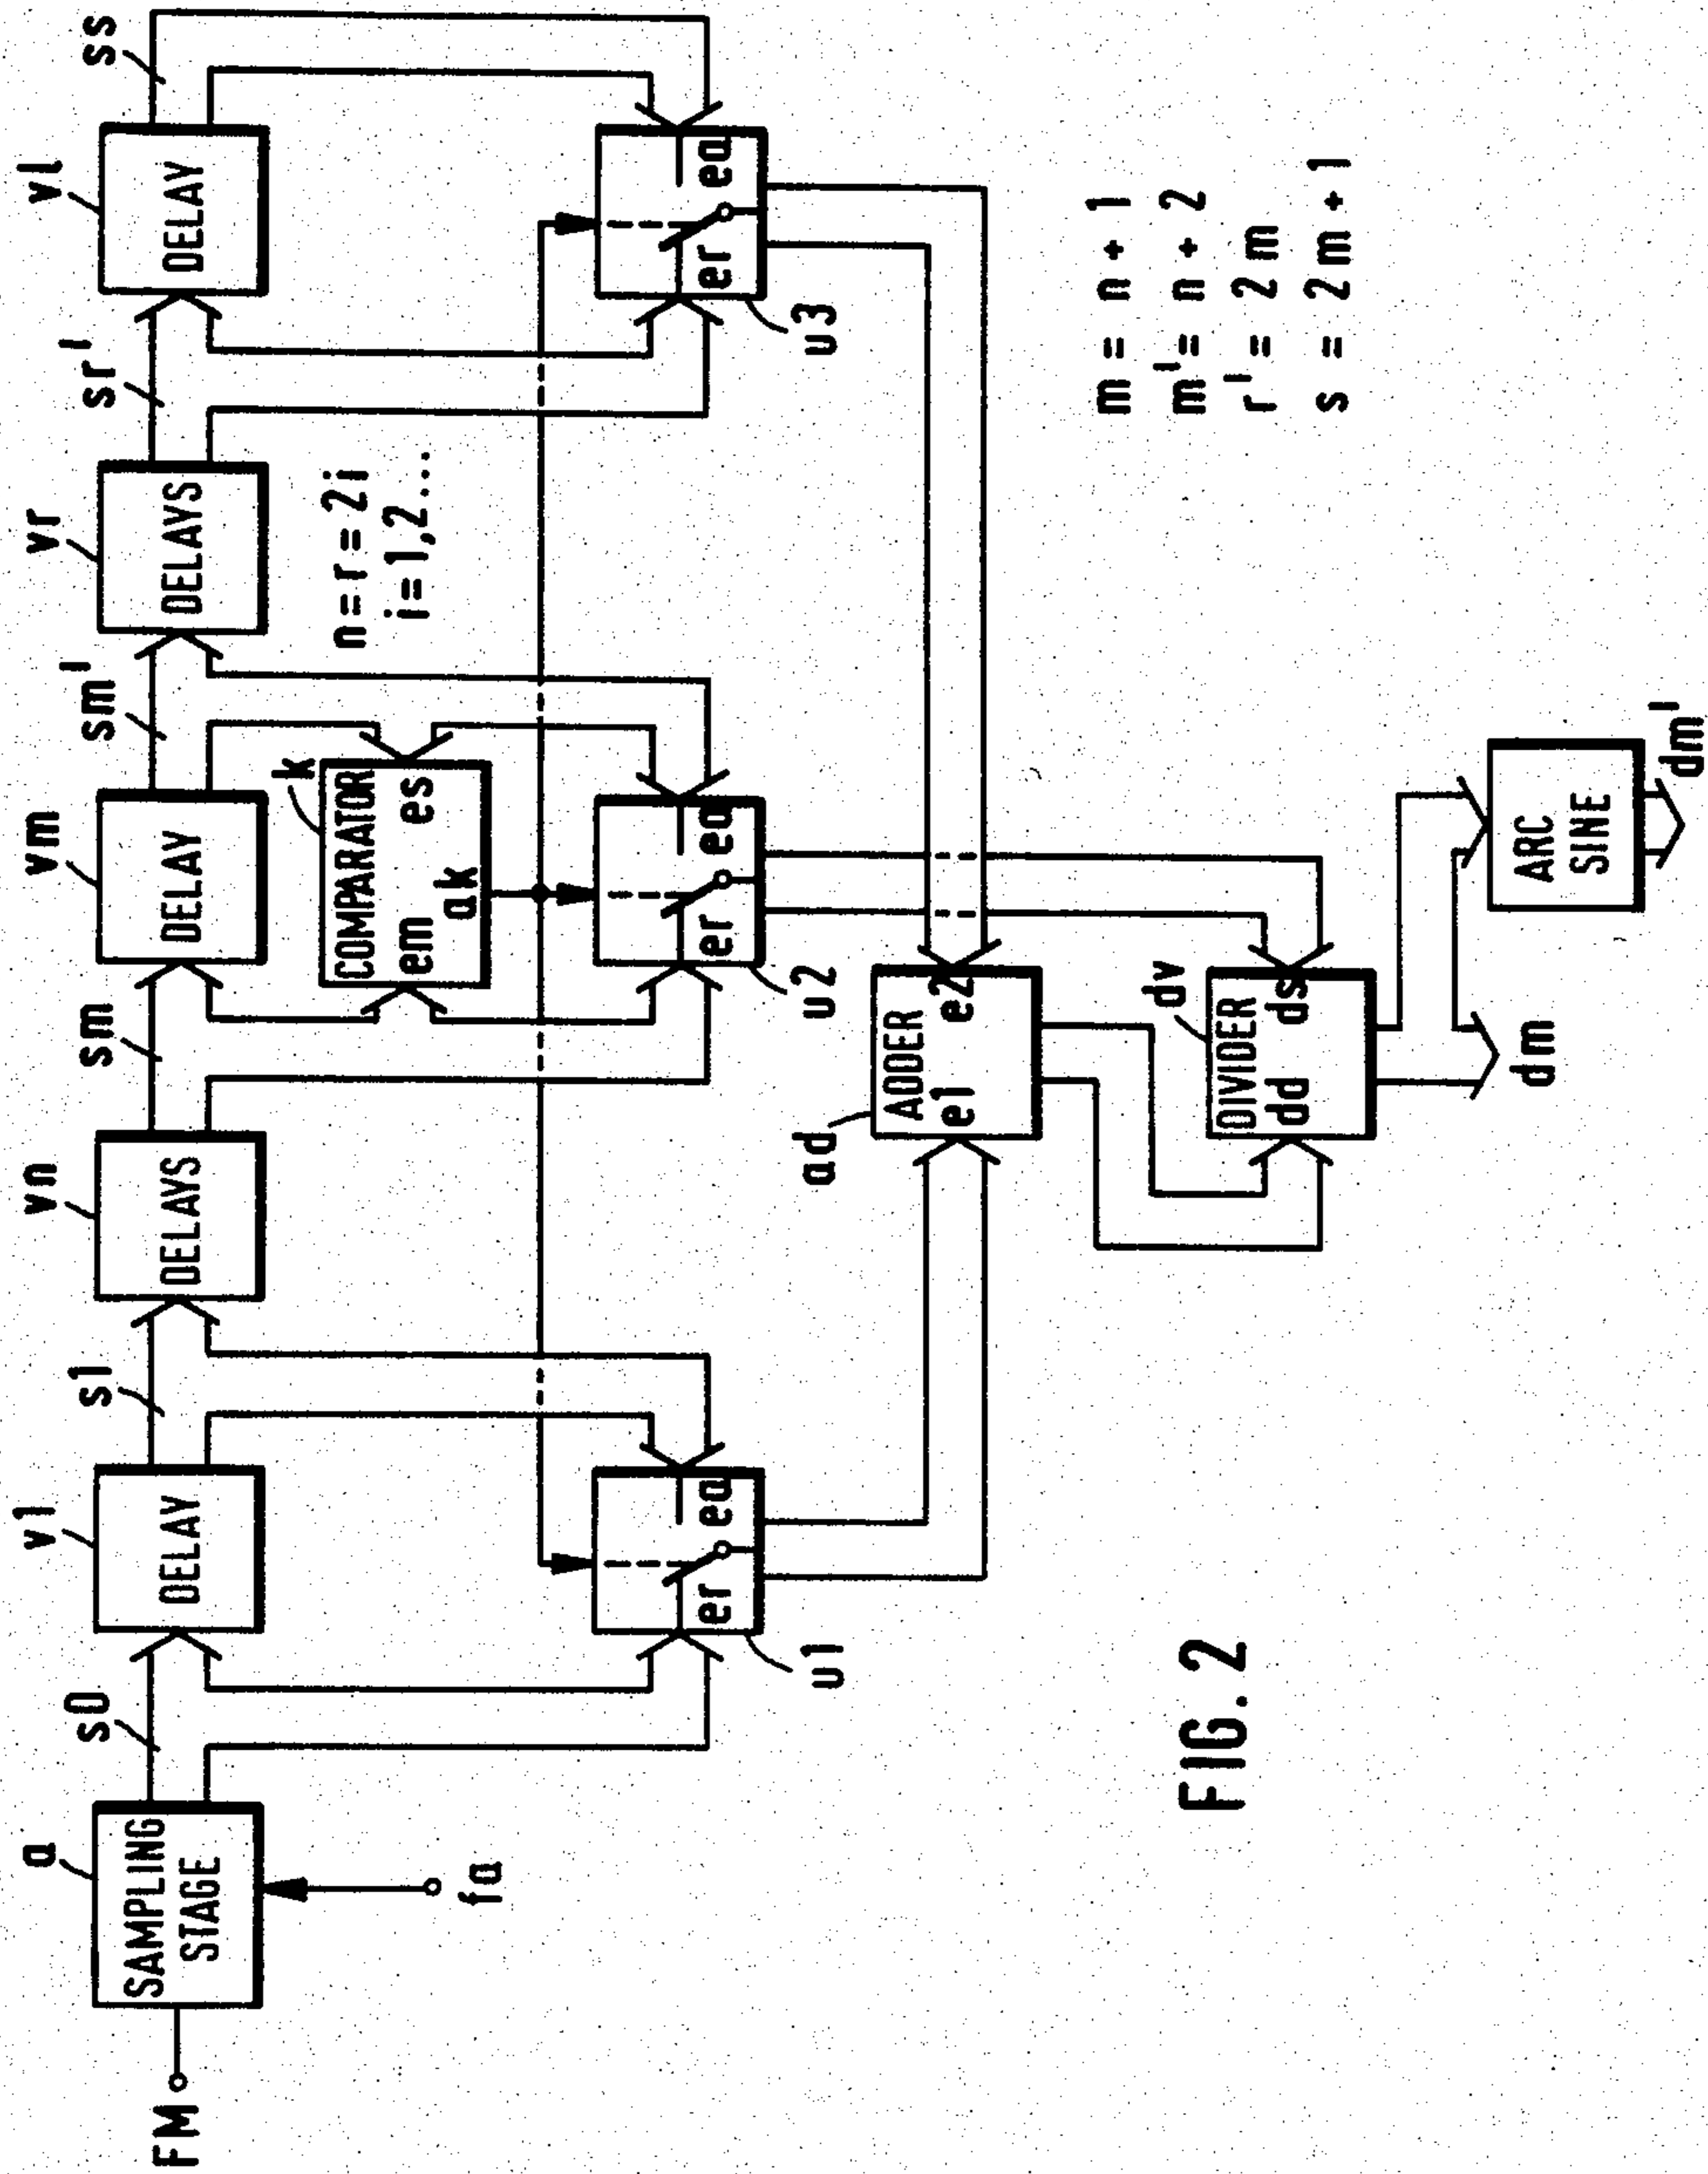 FM
a
SAMPLING
STAGE
fa
s0
v1
DELAY
s1
vn
DELAYS
sm
vm
DELAY
sm'
vr
DELAYS
sr'
vl
DELAY
ss
n = r = 2i
i = 1,2...
k
COMPARATOR
em es
ak
er ea
u1
er ea
u2
er ea
u3
ad
ADDER
e1 e2
dv
DIVIDER
dd ds
dm
ARC
SINE
dm'
m = n + 1
m' = n + 2
r' = 2m
s = 2m + 1
FIG. 2